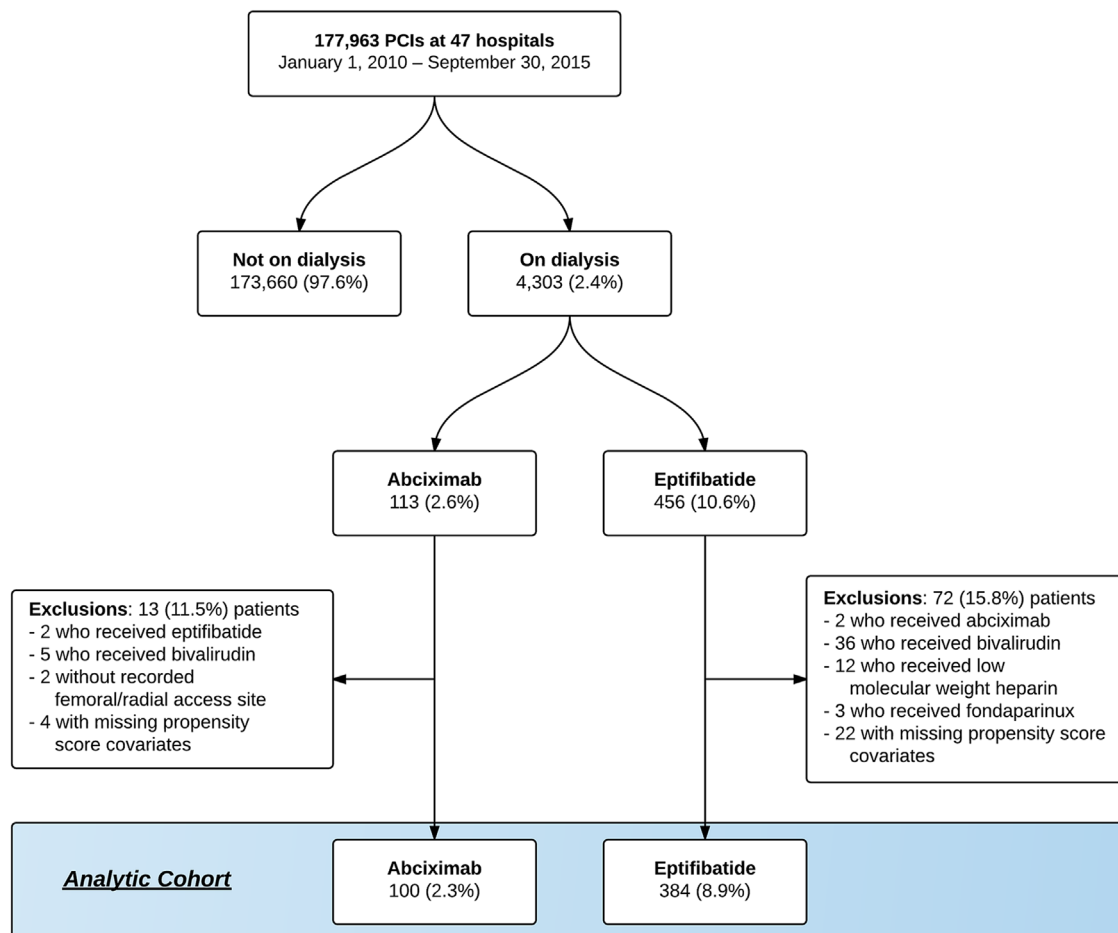 177,963 PCIs at 47 hospitals
January 1, 2010 – September 30, 2015
Not on dialysis
173,660 (97.6%)
On dialysis
4,303 (2.4%)
Abciximab
113 (2.6%)
Eptifibatide
456 (10.6%)
Exclusions: 13 (11.5%) patients
- 2 who received eptifibatide
- 5 who received bivalirudin
- 2 without recorded
femoral/radial access site
- 4 with missing propensity
score covariates
Exclusions: 72 (15.8%) patients
- 2 who received abciximab
- 36 who received bivalirudin
- 12 who received low
molecular weight heparin
- 3 who received fondaparinux
- 22 with missing propensity score
covariates
Analytic Cohort
Abciximab
100 (2.3%)
Eptifibatide
384 (8.9%)